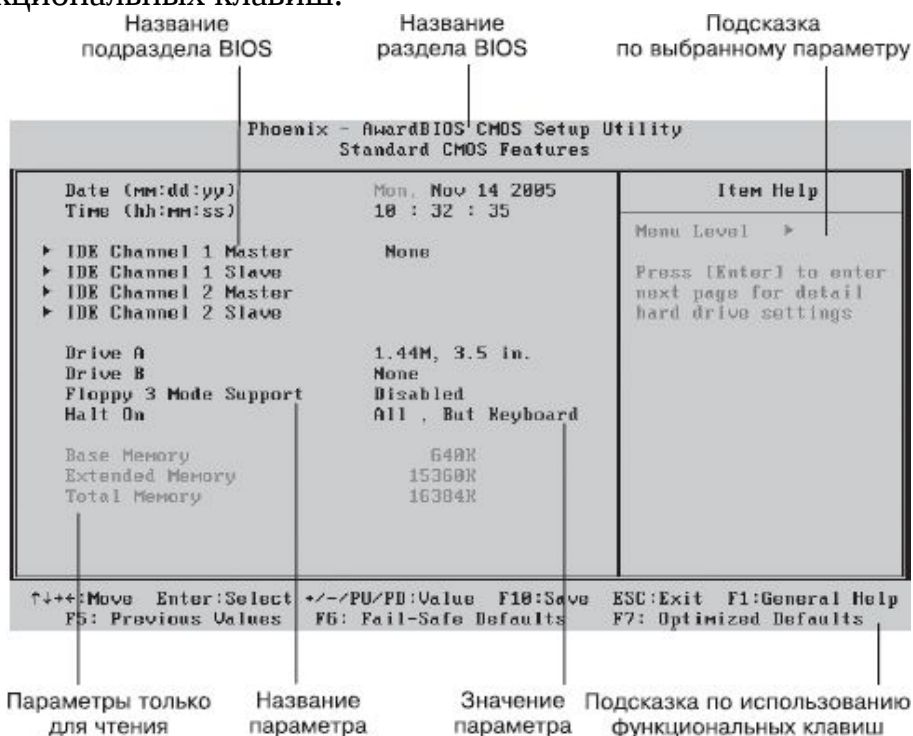 кциональных клавиш.
Название подраздела BIOS
Название раздела BIOS
Подсказка по выбранному параметру
Phoenix - AwardBIOS CMOS Setup Utility
Standard CMOS Features
Date (mm:dd:yy) Mon, Nov 14 2005
Time (hh:mm:ss) 10 : 32 : 35
▶ IDE Channel 1 Master None
▶ IDE Channel 1 Slave
▶ IDE Channel 2 Master
▶ IDE Channel 2 Slave
Drive A 1.44M, 3.5 in.
Drive B None
Floppy 3 Mode Support Disabled
Halt On All , But Keyboard
Base Memory 640K
Extended Memory 15360K
Total Memory 16384K
Item Help
Menu Level ▶
Press [Enter] to enter
next page for detail
hard drive settings
↑↓→←:Move Enter:Select +/-/PU/PD:Value F10:Save ESC:Exit F1:General Help
F5: Previous Values F6: Fail-Safe Defaults F7: Optimized Defaults
Параметры только для чтения
Название параметра
Значение параметра
Подсказка по использованию функциональных клавиш